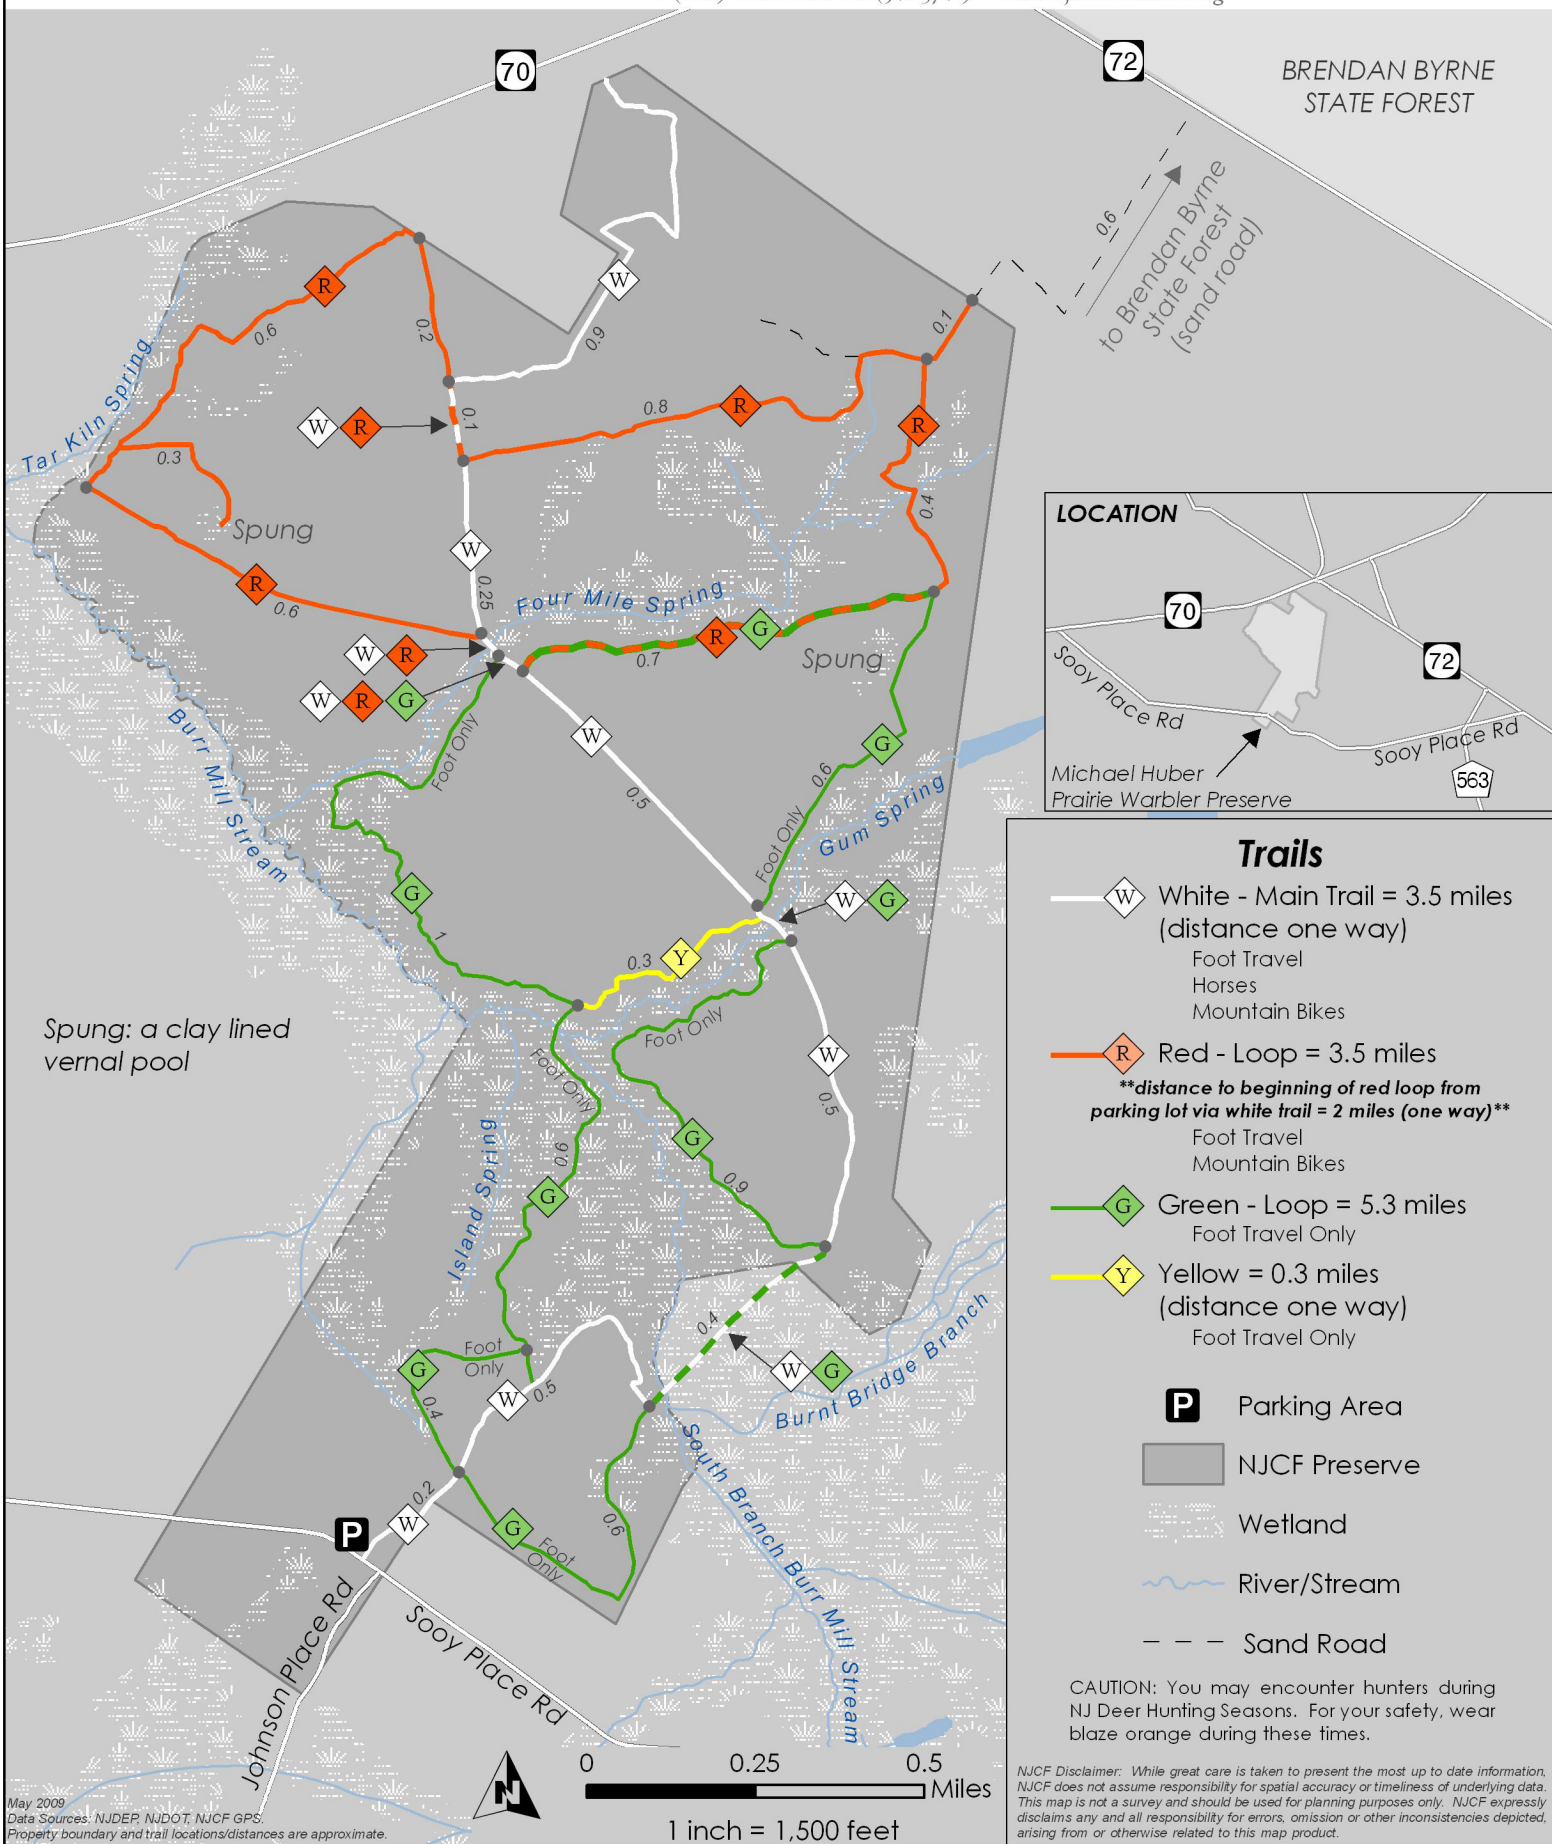 70
72
BRENDAN BYRNE
STATE FOREST
0.6
to Brendan Byrne
State Forest
(sand road)
W
0.9
R
0.6
0.2
0.1
Tar Kiln Spring
W R
0.1
0.8
R
R
0.3
Spung
0.4
W
R
0.6
0.25
Four Mile Spring
W R
R G
0.7
Spung
W R G
Foot Only
W
G
0.6
Burr Mill Stream
0.5
Foot Only
Gum Spring
G
W G
1
0.3
Y
Foot Only
Spung: a clay lined
vernal pool
Foot Only
W
0.5
Island Spring
0.6
G
G
0.9
0.4
W G
Burnt Bridge Branch
Foot
Only
G
0.4
W
0.5
0.2
W
P
G
Foot
Only
0.6
South Branch Burr Mill Stream
Johnson Place Rd
Sooy Place Rd
LOCATION
70
72
Sooy Place Rd
Sooy Place Rd
563
Michael Huber
Prairie Warbler Preserve
Trails
W White - Main Trail = 3.5 miles
(distance one way)
Foot Travel
Horses
Mountain Bikes
R Red - Loop = 3.5 miles
**distance to beginning of red loop from
parking lot via white trail = 2 miles (one way)**
Foot Travel
Mountain Bikes
G Green - Loop = 5.3 miles
Foot Travel Only
Y Yellow = 0.3 miles
(distance one way)
Foot Travel Only
P Parking Area
NJCF Preserve
Wetland
River/Stream
Sand Road
CAUTION: You may encounter hunters during
NJ Deer Hunting Seasons. For your safety, wear
blaze orange during these times.
N
0 0.25 0.5
Miles
1 inch = 1,500 feet
May 2009
Data Sources: NJDEP, NJDOT, NJCF GPS.
Property boundary and trail locations/distances are approximate.
NJCF Disclaimer: While great care is taken to present the most up to date information,
NJCF does not assume responsibility for spatial accuracy or timeliness of underlying data.
This map is not a survey and should be used for planning purposes only. NJCF expressly
disclaims any and all responsibility for errors, omission or other inconsistencies depicted,
arising from or otherwise related to this map product.